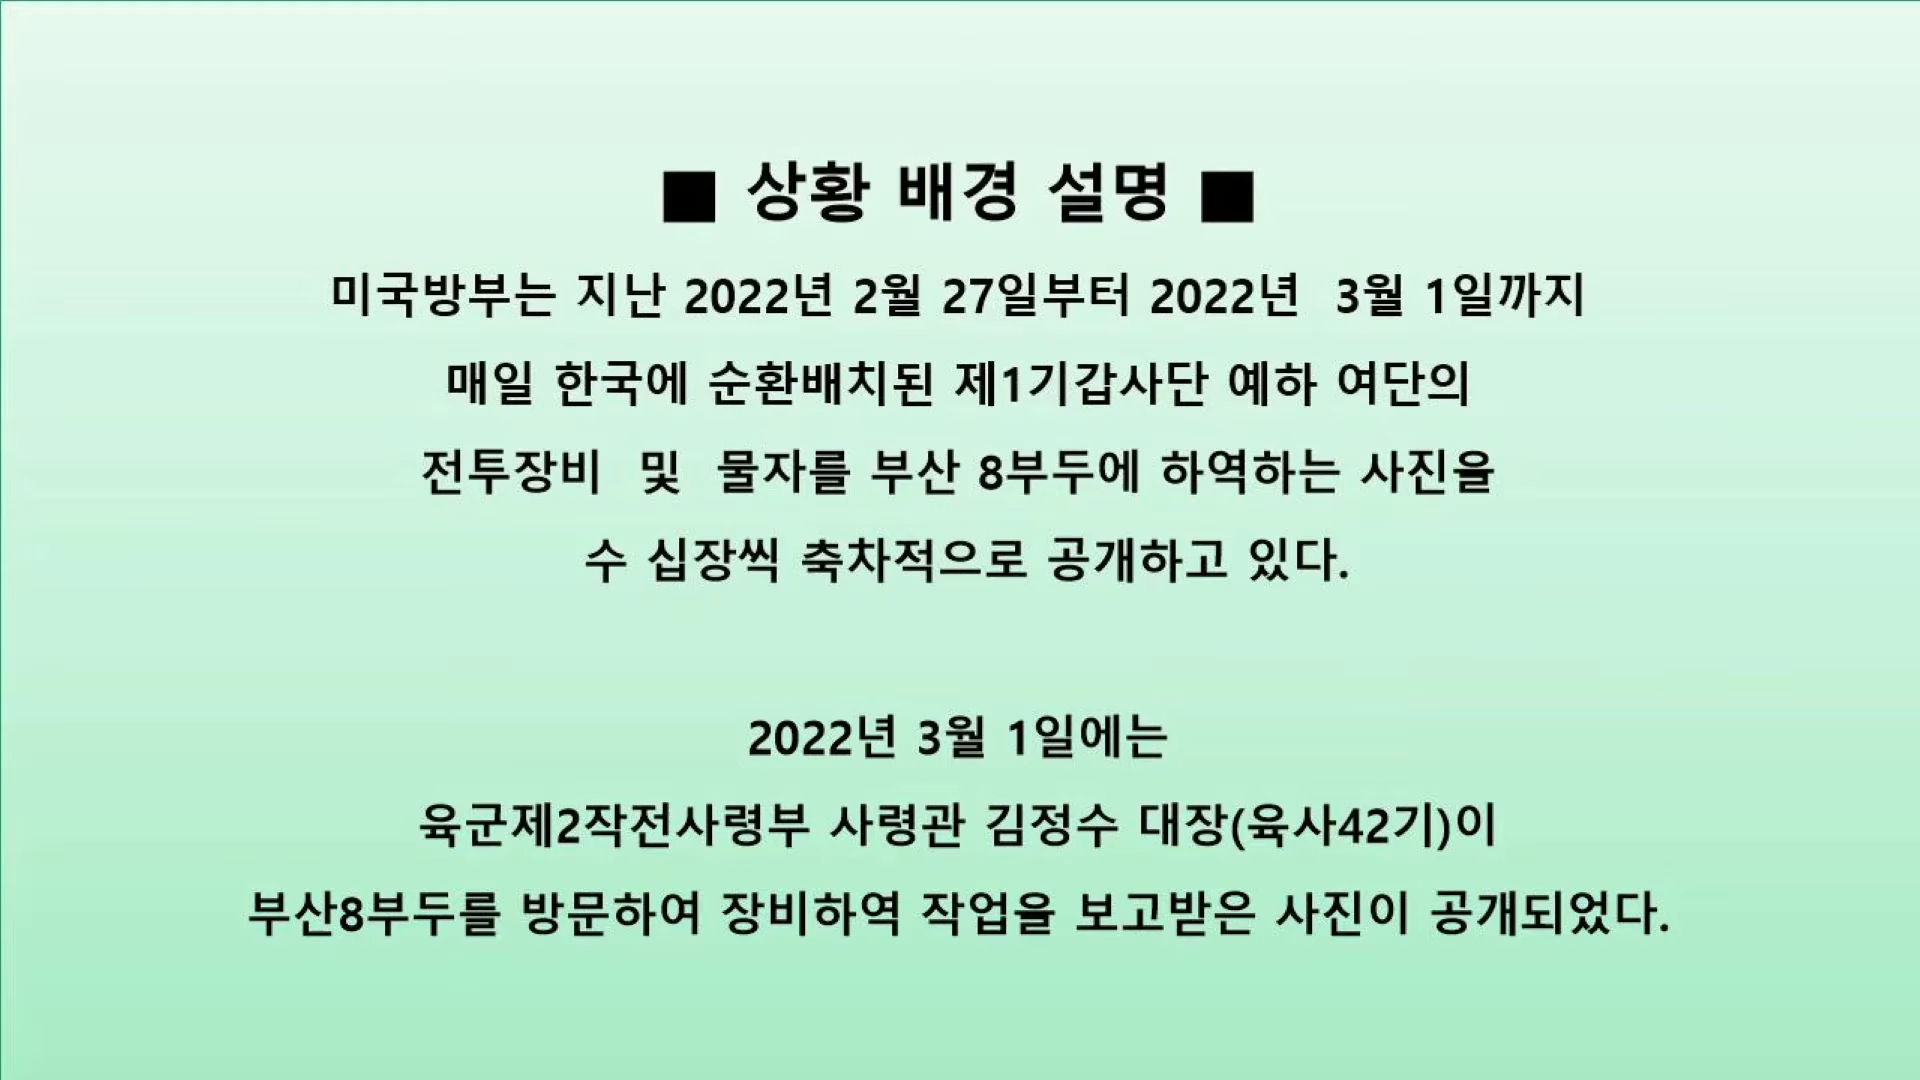 ■ 상황 배경 설명 ■
미국방부는 지난 2022년 2월 27일부터 2022년 3월 1일까지
매일 한국에 순환배치된 제1기갑사단 예하 여단의
전투장비 및 물자를 부산 8부두에 하역하는 사진을
수 십장씩 축차적으로 공개하고 있다.
2022년 3월 1일에는
육군제2작전사령부 사령관 김정수 대장(육사42기)이
부산8부두를 방문하여 장비하역 작업을 보고받은 사진이 공개되었다.